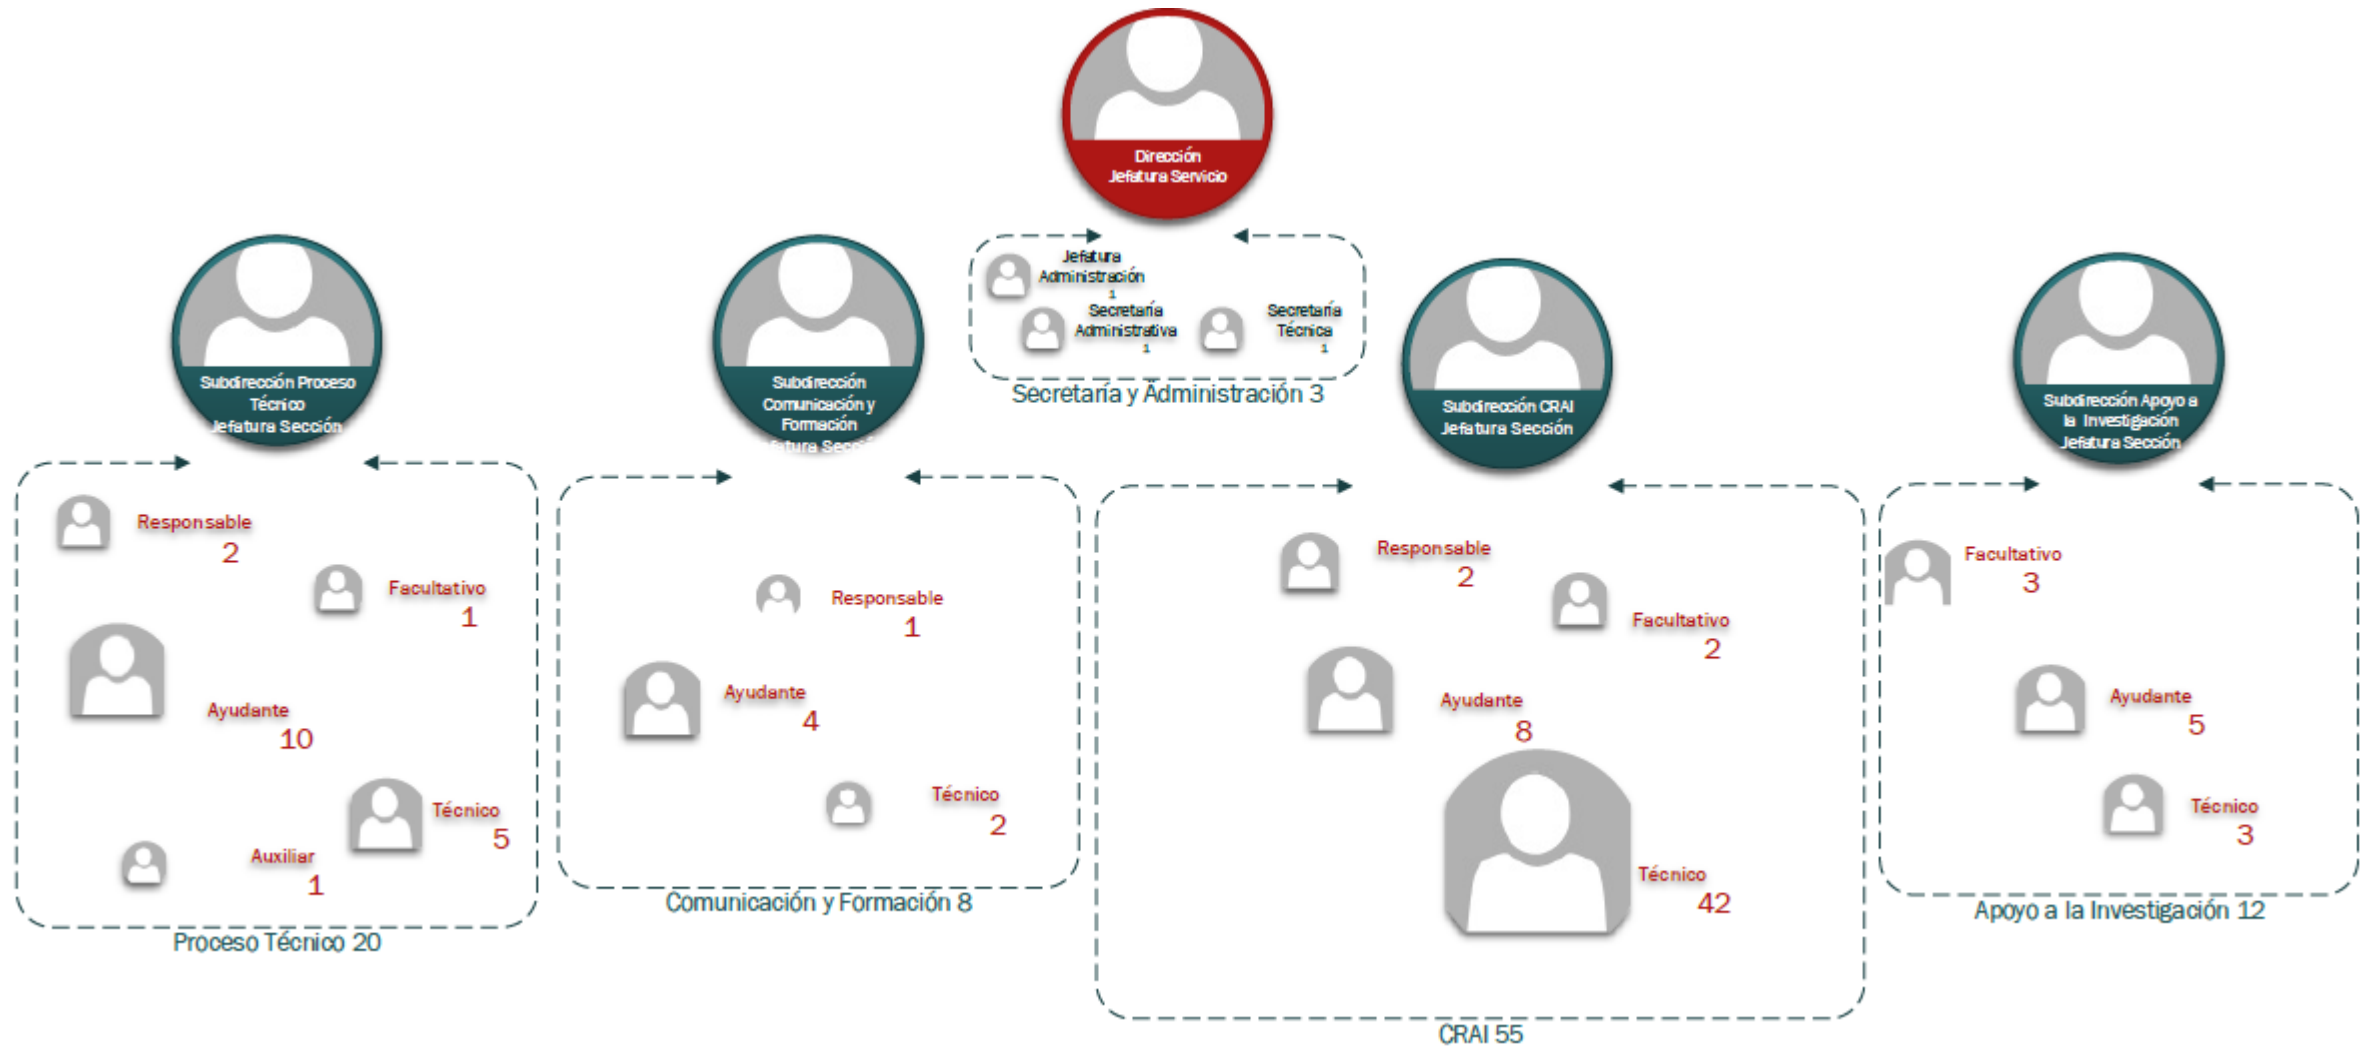 Dirección
Jefatura Servicio
Jefatura
Administración
1
Secretaría
Administrativa
1
Secretaría
Técnica
1
Secretaría y Administración 3
Subdirección Proceso
Técnico
Jefatura Sección
Responsable
2
Facultativo
1
Ayudante
10
Técnico
5
Auxiliar
1
Proceso Técnico 20
Subdirección
Comunicación y
Formación
Jefatura Sección
Responsable
1
Ayudante
4
Técnico
2
Comunicación y Formación 8
Subdirección CRAI
Jefatura Sección
Responsable
2
Facultativo
2
Ayudante
8
Técnico
42
CRAI 55
Subdirección Apoyo a
la Investigación
Jefatura Sección
Facultativo
3
Ayudante
5
Técnico
3
Apoyo a la Investigación 12